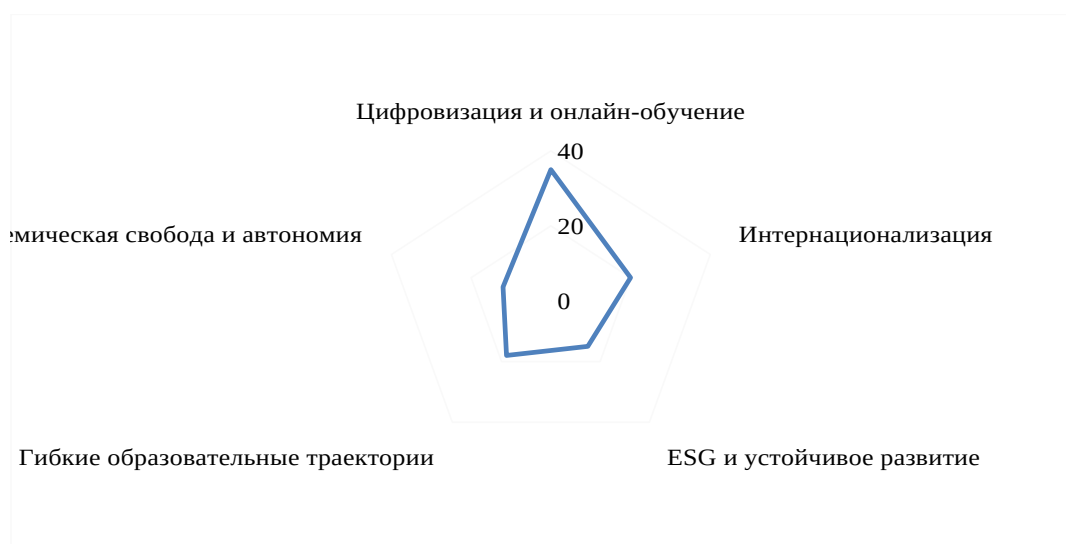 Цифровизация и онлайн-обучение
40
емическая свобода и автономия
20
Интернационализация
0
Гибкие образовательные траектории
ESG и устойчивое развитие